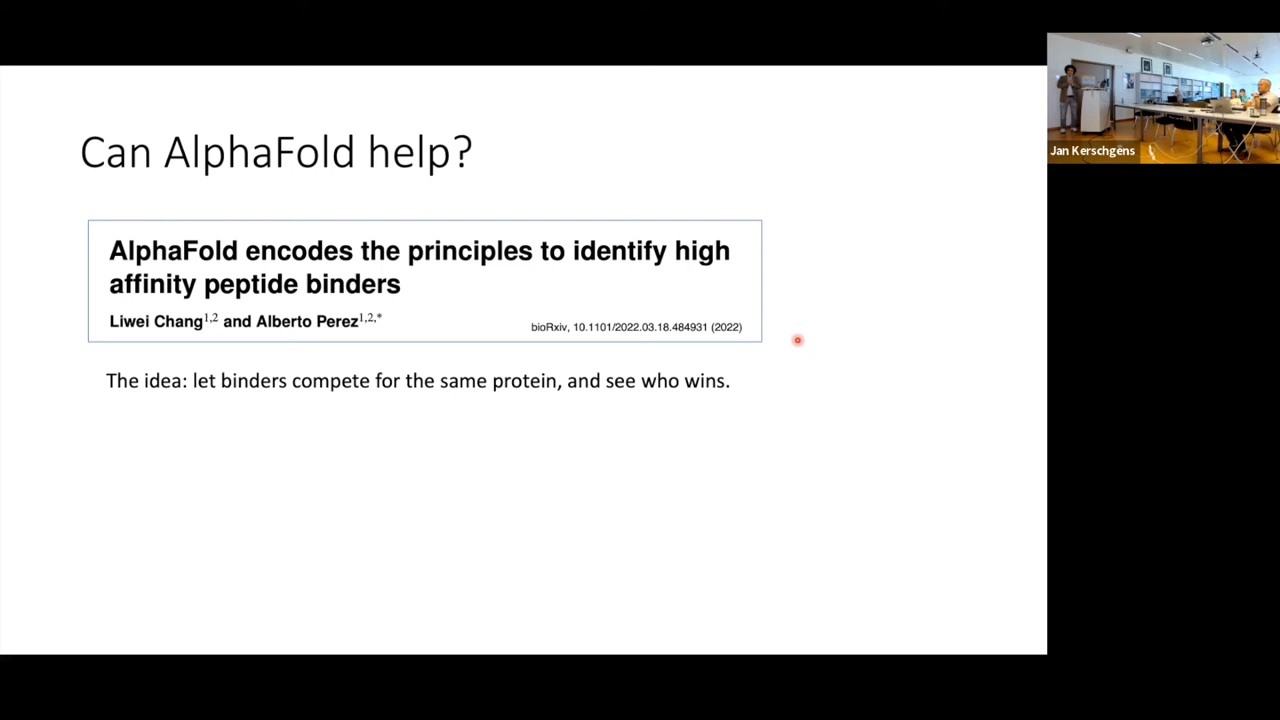 Can AlphaFold help?
AlphaFold encodes the principles to identify high
affinity peptide binders
Liwei Chang1,2 and Alberto Perez1,2,*
bioRxiv, 10.1101/2022.03.18.484931 (2022)
The idea: let binders compete for the same protein, and see who wins.
Jan Kerschgens